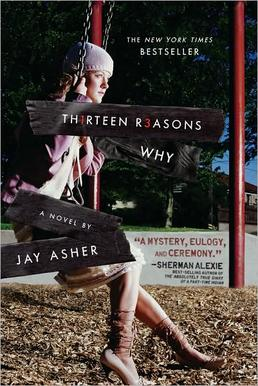 THE NEW YORK TIMES
BESTSELLER
TH1RTEEN R3ASONS
WHY
A NOVEL BY
JAY ASHER
"A MYSTERY, EULOGY,
AND CEREMONY."
—SHERMAN ALEXIE
BEST-SELLING AUTHOR OF
THE ABSOLUTELY TRUE DIARY
OF A PART-TIME INDIAN